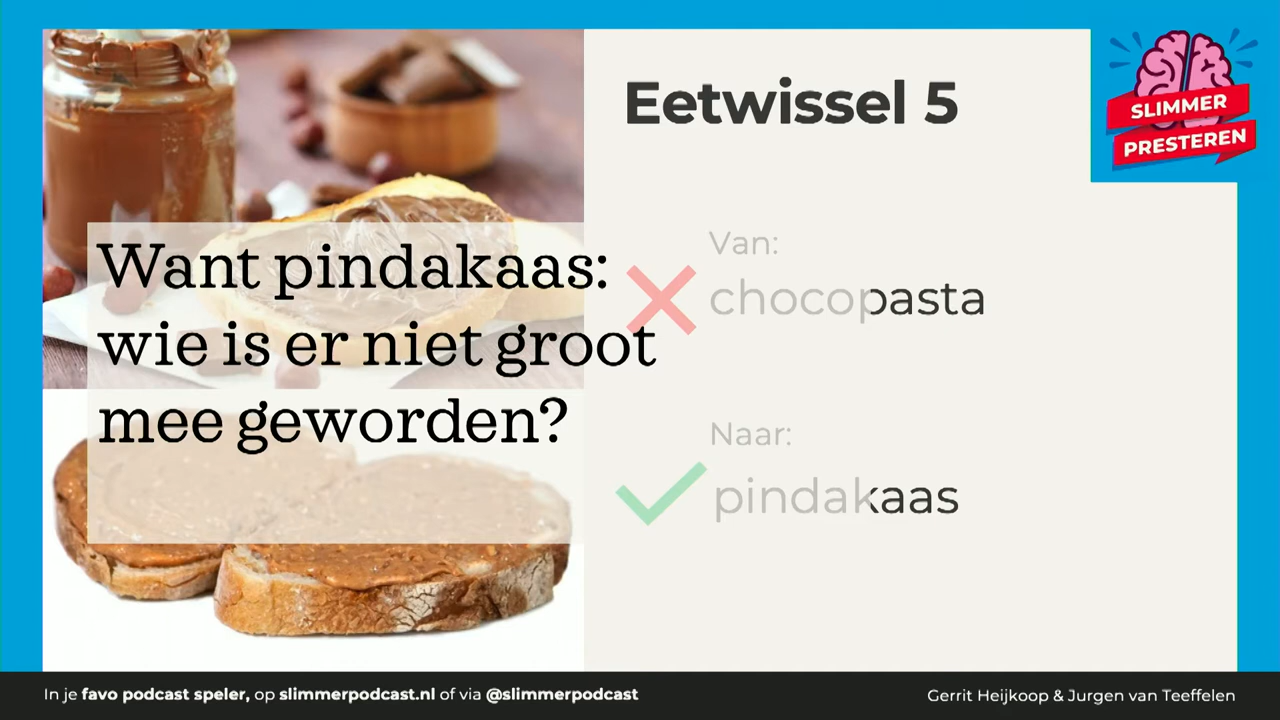 Eetwissel 5
SLIMMER
PRESTEREN
Want pindakaas:
wie is er niet groot
mee geworden?
Van:
chocopasta
Naar:
pindakaas
In je favo podcast speler, op slimmerpodcast.nl of via @slimmerpodcast
Gerrit Heijkoop & Jurgen van Teeffelen